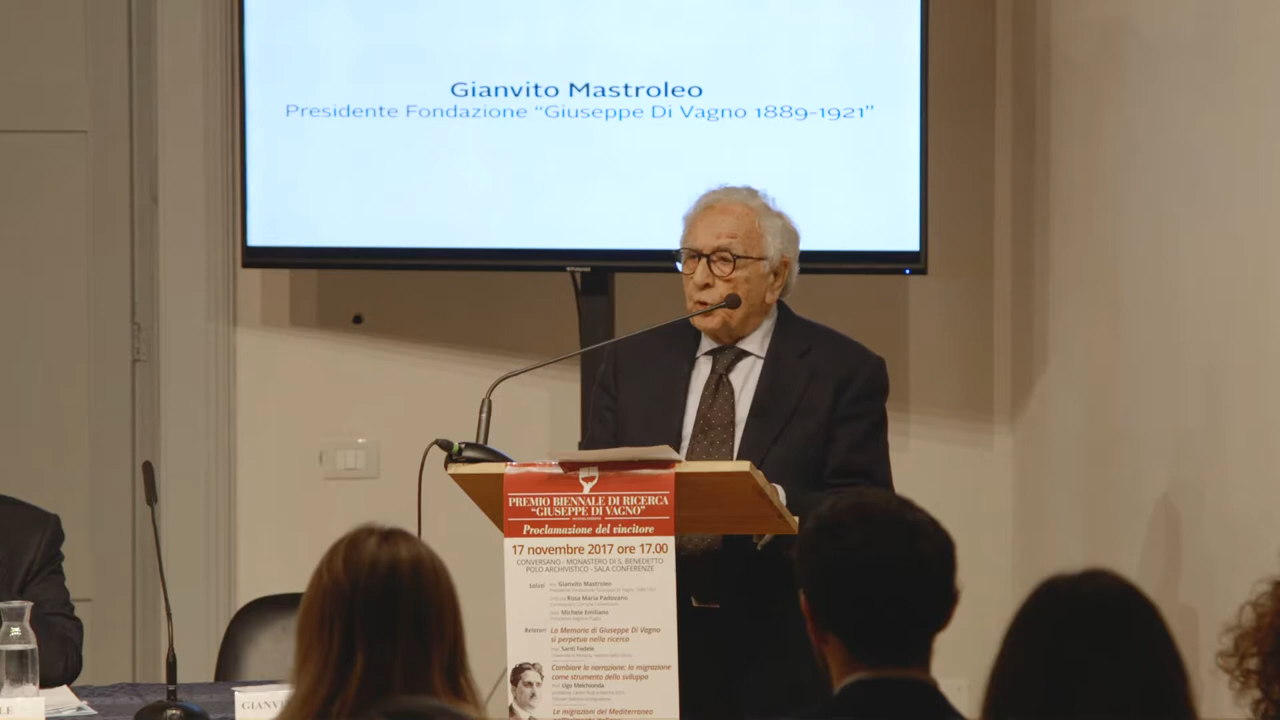 Gianvito Mastroleo
Presidente Fondazione “Giuseppe Di Vagno 1889-1921”
PREMIO BIENNALE DI RICERCA
“GIUSEPPE DI VAGNO”
Proclamazione del vincitore
17 novembre 2017 ore 17.00
CONVERSANO - MONASTERO DI S. BENEDETTO
POLO ARCHIVISTICO - SALA CONFERENZE
Saluti
Gianvito Mastroleo
Rosa Maria Padovano
Michele Emiliano
Relatori
La Memoria di Giuseppe Di Vagno
si perpetua nella ricerca
Santi Fedele
Cambiare la narrazione: la migrazione
come strumento dello sviluppo
Ugo Melchionda
Le migrazioni del Mediterraneo
GIANV
LE